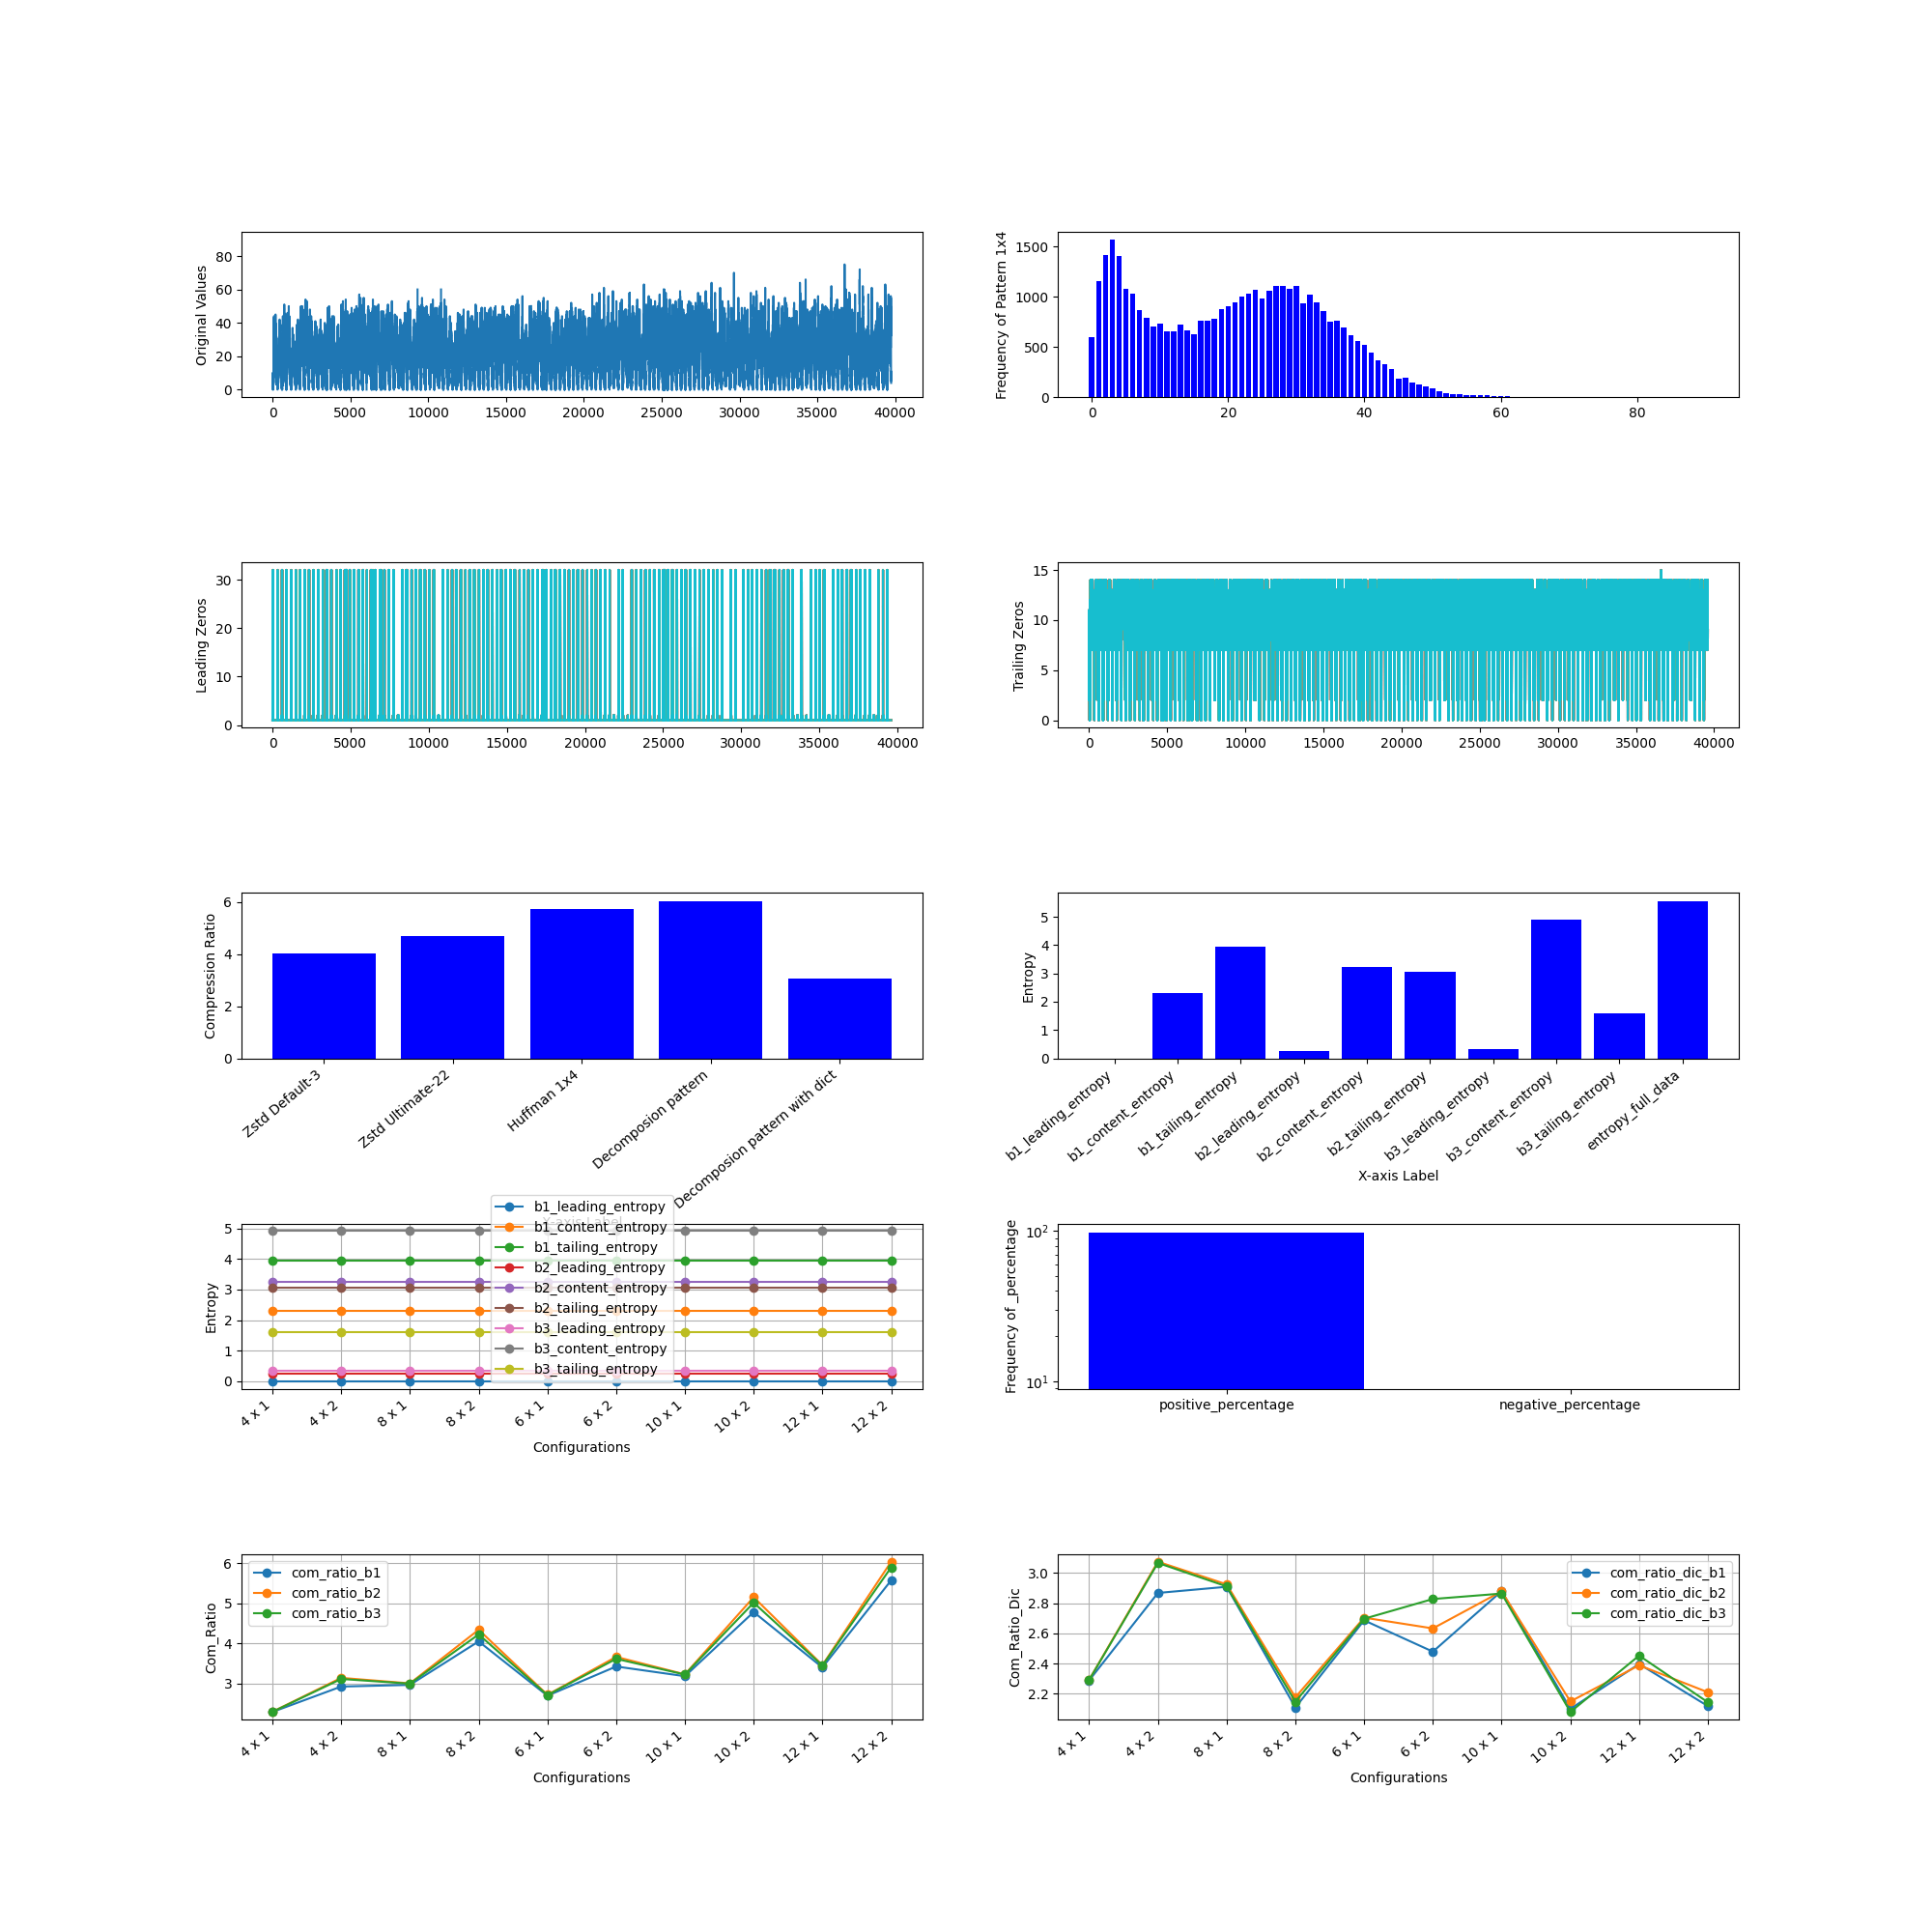 Original Values
80
60
40
20
0
0 5000 10000 15000 20000 25000 30000 35000 40000
Frequency of Pattern 1x4
1500
1000
500
0
0 20 40 60 80
Leading Zeros
30
20
10
0
0 5000 10000 15000 20000 25000 30000 35000 40000
Trailing Zeros
15
10
5
0
0 5000 10000 15000 20000 25000 30000 35000 40000
Compression Ratio
6
4
2
0
Zstd Default-3
Zstd Ultimate-22
Huffman 1x4
Decomposion pattern
Decomposion pattern with dict
X-axis Label
Entropy
5
4
3
2
1
0
b1_leading_entropy
b1_content_entropy
b1_tailing_entropy
b2_leading_entropy
b2_content_entropy
b2_tailing_entropy
b3_leading_entropy
b3_content_entropy
b3_tailing_entropy
entropy_full_data
X-axis Label
Entropy
5
4
3
2
1
0
b1_leading_entropy
b1_content_entropy
b1_tailing_entropy
b2_leading_entropy
b2_content_entropy
b2_tailing_entropy
b3_leading_entropy
b3_content_entropy
b3_tailing_entropy
4 x 1
4 x 2
8 x 1
8 x 2
6 x 1
6 x 2
10 x 1
10 x 2
12 x 1
12 x 2
Configurations
Frequency of _percentage
10²
10¹
positive_percentage negative_percentage
Com_Ratio
6
5
4
3
com_ratio_b1
com_ratio_b2
com_ratio_b3
4 x 1
4 x 2
8 x 1
8 x 2
6 x 1
6 x 2
10 x 1
10 x 2
12 x 1
12 x 2
Configurations
Com_Ratio_Dic
3.0
2.8
2.6
2.4
2.2
com_ratio_dic_b1
com_ratio_dic_b2
com_ratio_dic_b3
4 x 1
4 x 2
8 x 1
8 x 2
6 x 1
6 x 2
10 x 1
10 x 2
12 x 1
12 x 2
Configurations